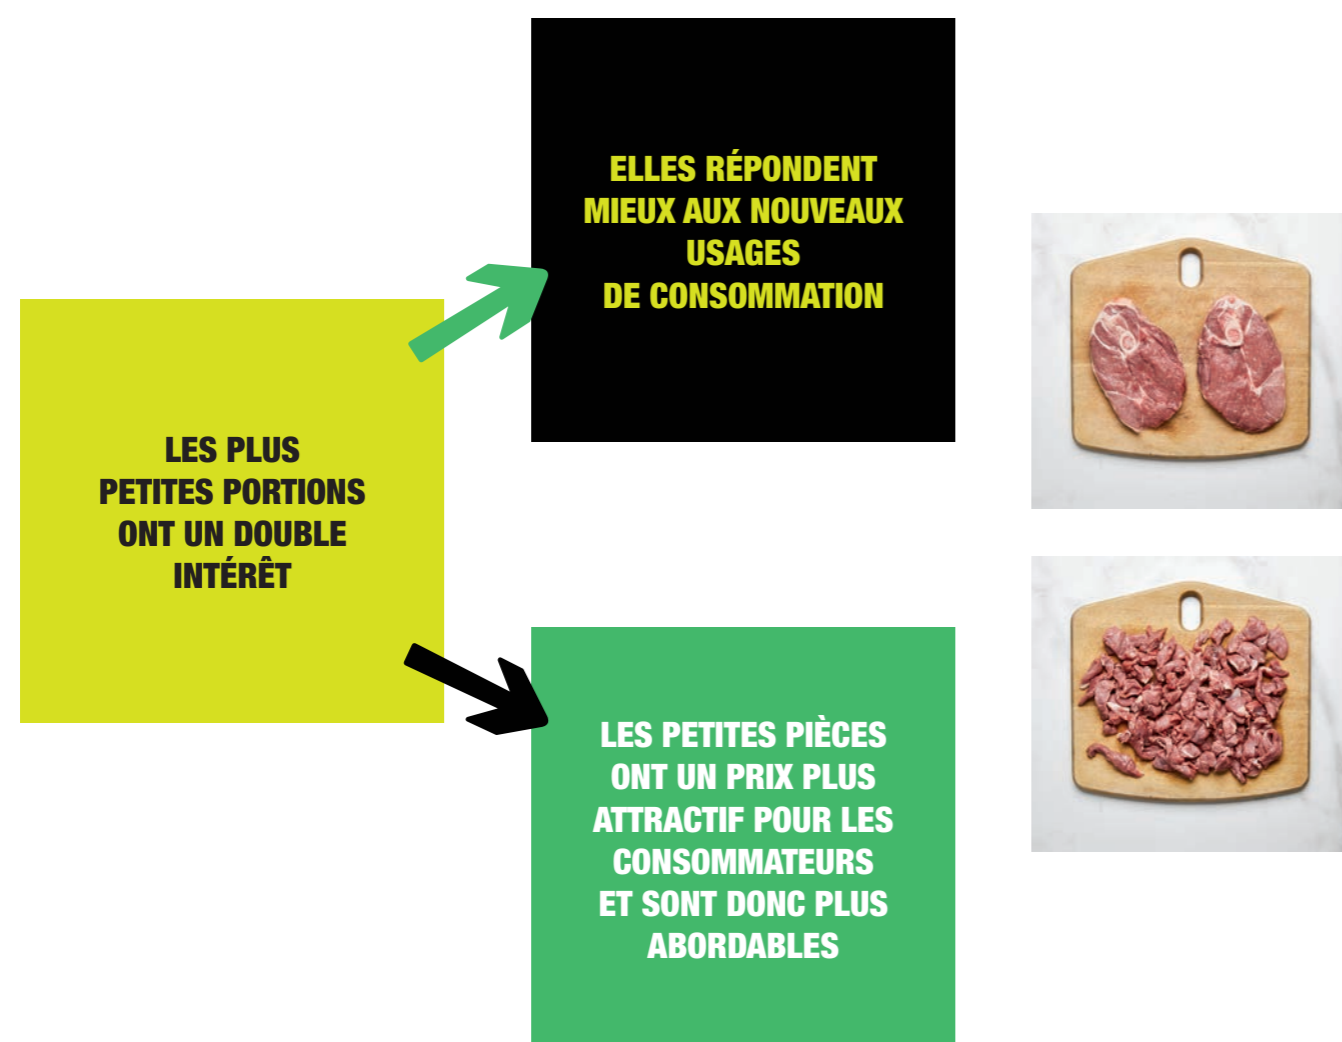 LES PLUS
PETITES PORTIONS
ONT UN DOUBLE
INTÉRÊT
ELLES RÉPONDENT
MIEUX AUX NOUVEAUX
USAGES
DE CONSOMMATION
LES PETITES PIÈCES
ONT UN PRIX PLUS
ATTRACTIF POUR LES
CONSOMMATEURS
ET SONT DONC PLUS
ABORDABLES